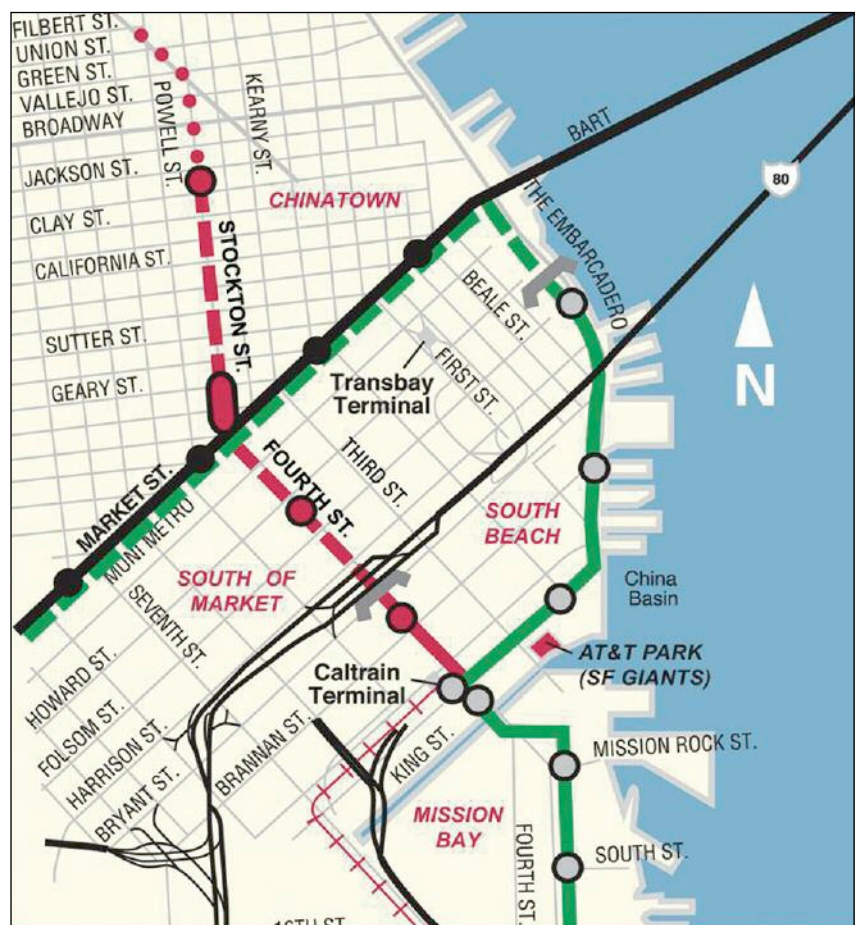 FILBERT ST.
UNION ST.
GREEN ST.
VALLEJO ST.
BROADWAY
POWELL ST.
KEARNY ST.
JACKSON ST.
CHINATOWN
CLAY ST.
CALIFORNIA ST.
STOCKTON ST.
SUTTER ST.
GEARY ST.
BART
80
THE EMBARCADERO
BEALE ST.
FIRST ST.
Transbay
Terminal
N
THIRD ST.
FOURTH ST.
MARKET ST.
MUNI METRO
SOUTH
BEACH
SOUTH OF
MARKET
SEVENTH ST.
China
Basin
AT&T PARK
(SF GIANTS)
Caltrain
Terminal
HOWARD ST.
FOLSOM ST.
HARRISON ST.
BRYANT ST.
BRANNAN ST.
KING ST.
MISSION ROCK ST.
MISSION
BAY
FOURTH ST.
SOUTH ST.
16TH ST.